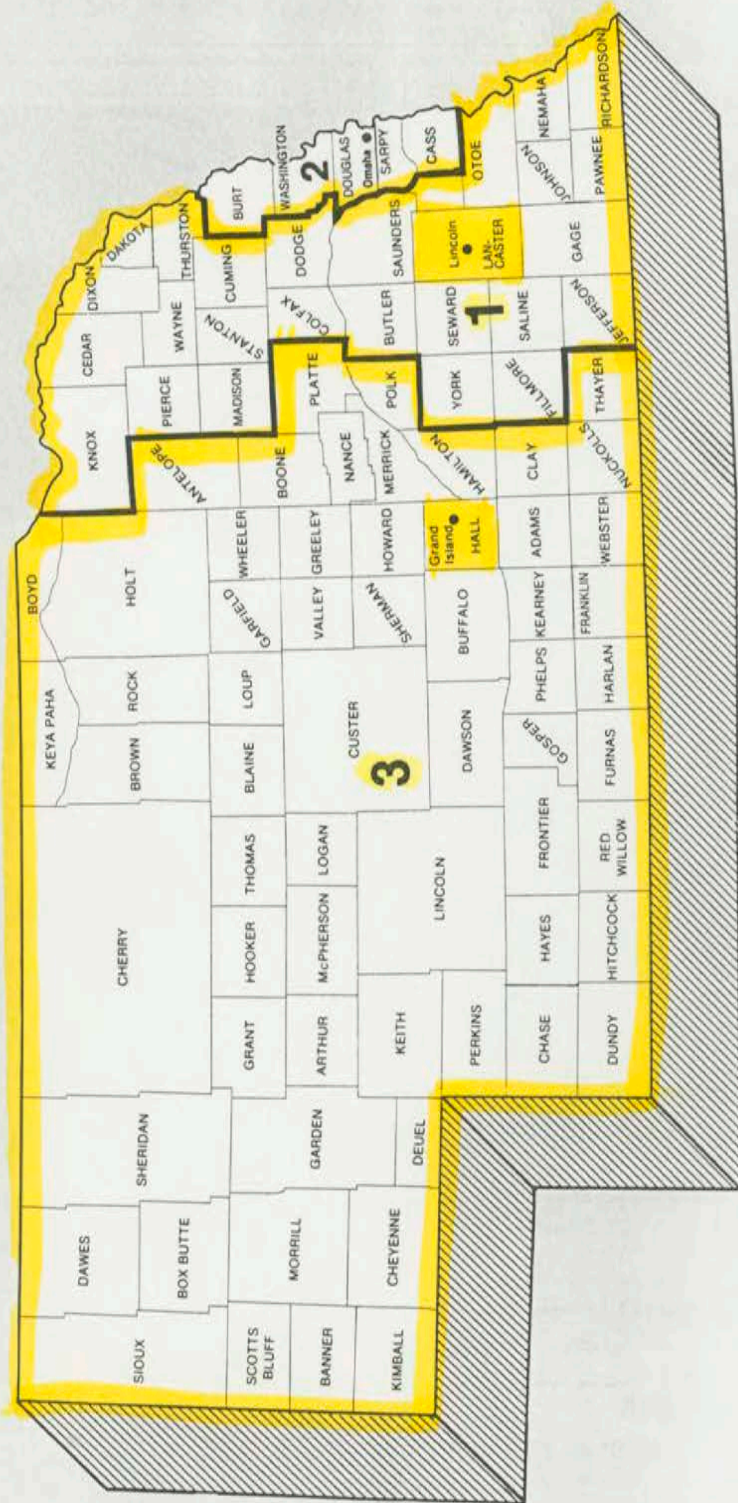 SIOUX
DAWES
BOX BUTTE
SHERIDAN
SCOTTS
BLUFF
BANNER
KIMBALL
MORRILL
CHEYENNE
GARDEN
DEUEL
CHERRY
GRANT
HOOKER
THOMAS
ARTHUR
McPHERSON
LOGAN
KEITH
LINCOLN
PERKINS
CHASE
HAYES
FRONTIER
DUNDY
HITCHCOCK
RED
WILLOW
KEYA PAHA
BOYD
BROWN
ROCK
HOLT
BLAINE
LOUP
GARFIELD
WHEELER
CUSTER
3
VALLEY
GREELEY
SHERMAN
HOWARD
DAWSON
BUFFALO
Grand
Island
HALL
GOSPER
PHELPS
KEARNEY
ADAMS
CLAY
FURNAS
HARLAN
FRANKLIN
WEBSTER
NUCKOLLS
THAYER
KNOX
ANTELOPE
BOONE
NANCE
MERRICK
HAMILTON
PLATTE
POLK
YORK
FILLMORE
CEDAR
DIXON
DAKOTA
PIERCE
WAYNE
THURSTON
MADISON
STANTON
CUMING
BURT
COLFAX
DODGE
WASHINGTON
2
DOUGLAS
Omaha
SARPY
CASS
BUTLER
SAUNDERS
SEWARD
1
Lincoln
LAN-
CASTER
OTOE
SALINE
JEFFERSON
GAGE
JOHNSON
NEMAHA
PAWNEE
RICHARDSON